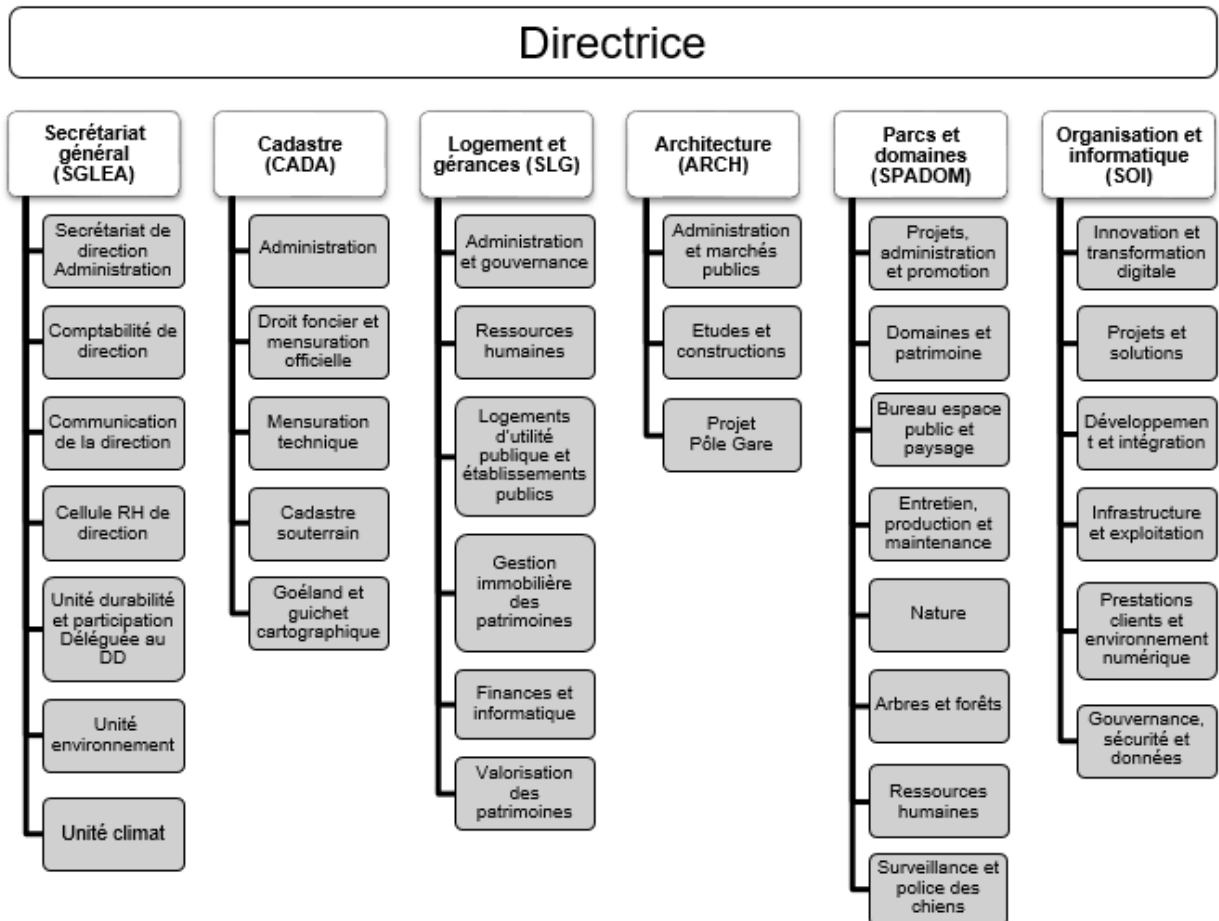 Directrice
Secrétariat
général
(SGLEA)
Secrétariat de
direction
Administration
Comptabilité de
direction
Communication
de la direction
Cellule RH de
direction
Unité durabilité
et participation
Déléguée au
DD
Unité
environnement
Unité climat
Cadastre
(CADA)
Administration
Droit foncier et
mensuration
officielle
Mensuration
technique
Cadastre
souterrain
Goéland et
guichet
cartographique
Logement et
gérances (SLG)
Administration
et gouvernance
Ressources
humaines
Logements
d'utilité
publique et
établissements
publics
Gestion
immobilière
des
patrimoines
Finances et
informatique
Valorisation
des
patrimoines
Architecture
(ARCH)
Administration
et marchés
publics
Etudes et
constructions
Projet
Pôle Gare
Parcs et
domaines
(SPADOM)
Projets,
administration
et promotion
Domaines et
patrimoine
Bureau espace
public et
paysage
Entretien,
production et
maintenance
Nature
Arbres et forêts
Ressources
humaines
Surveillance et
police des
chiens
Organisation et
informatique
(SOI)
Innovation et
transformation
digitale
Projets et
solutions
Développemen
t et intégration
Infrastructure
et exploitation
Prestations
clients et
environnement
numérique
Gouvernance,
sécurité et
données